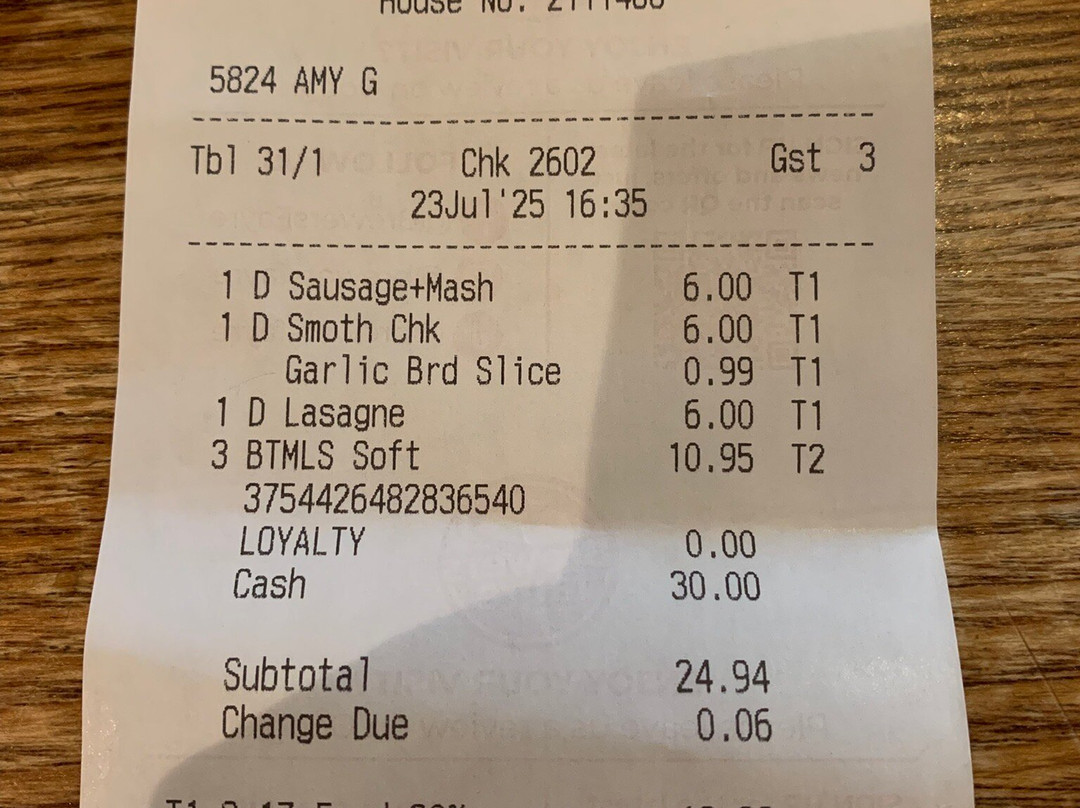 5824 AMY G
Tbl 31/1 Chk 2602 Gst 3
23Jul'25 16:35
1 D Sausage+Mash 6.00 T1
1 D Smoth Chk 6.00 T1
Garlic Brd Slice 0.99 T1
1 D Lasagne 6.00 T1
3 BTMLS Soft 10.95 T2
3754426482836540
LOYALTY 0.00
Cash 30.00
Subtotal 24.94
Change Due 0.06